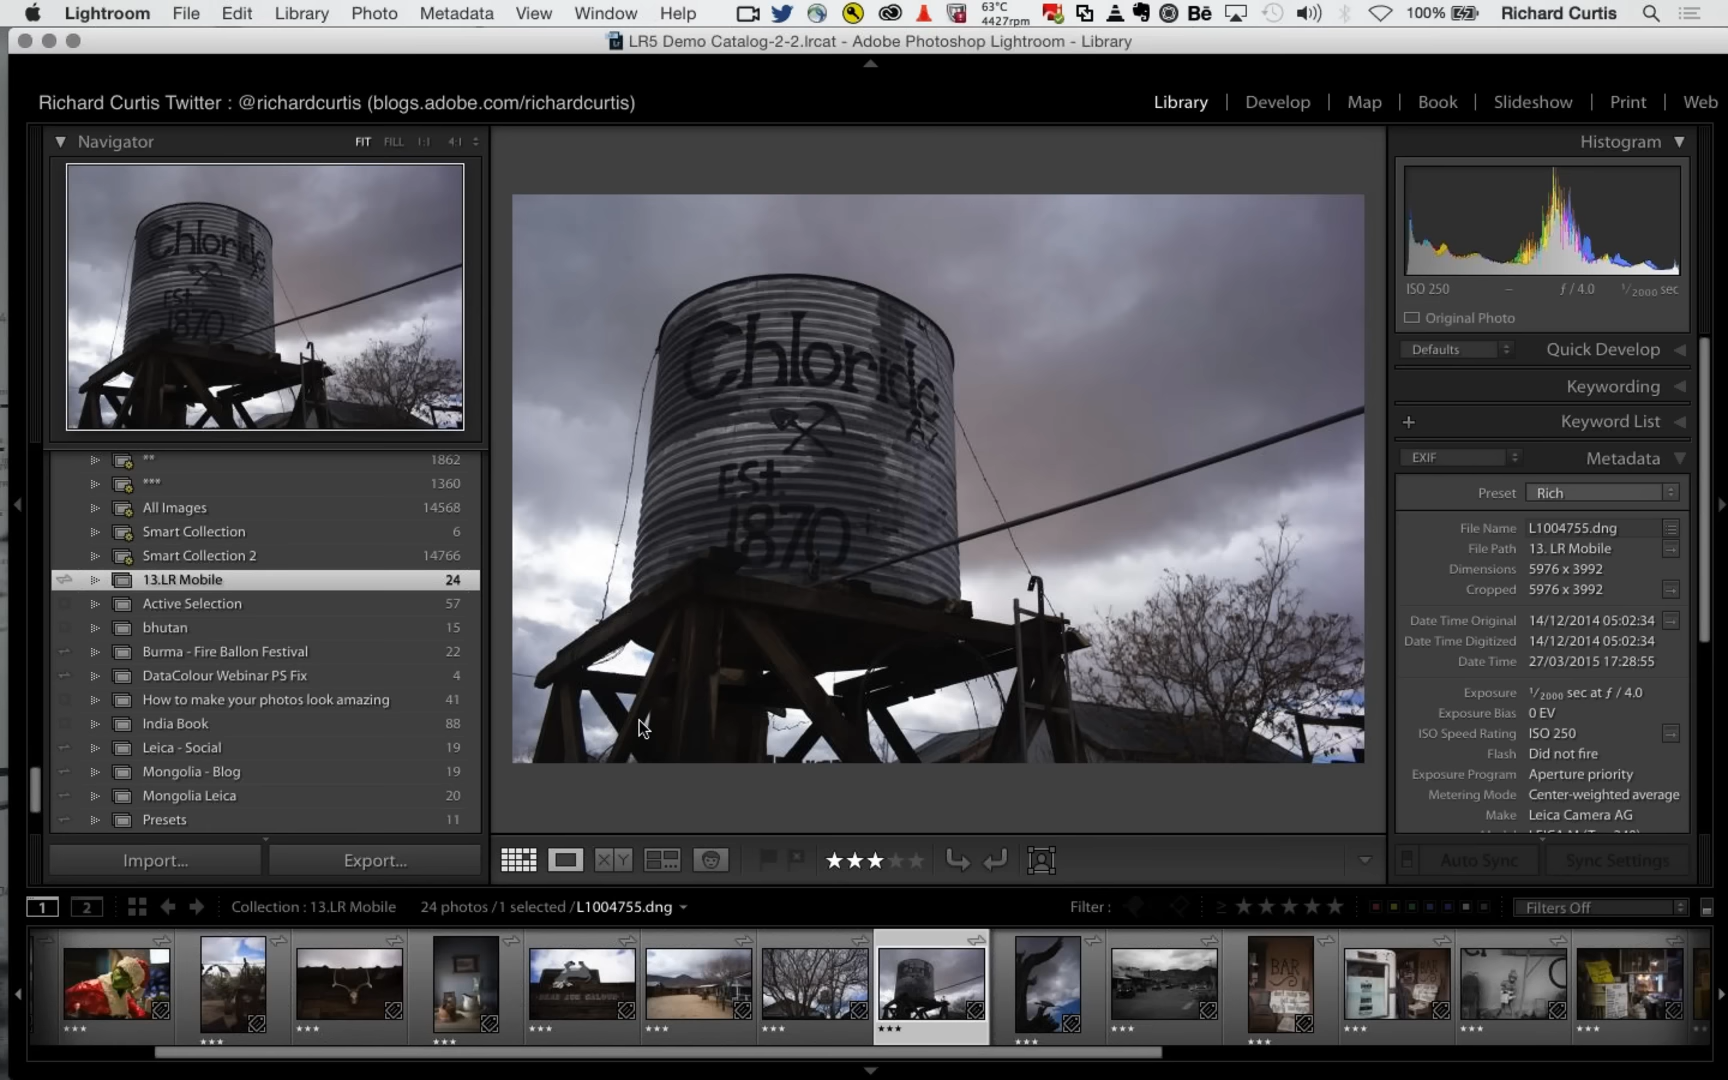 Lightroom File Edit Library Photo Metadata View Window Help 63°C 4427rpm Bē 100% Richard Curtis
LR5 Demo Catalog-2-2.lrcat - Adobe Photoshop Lightroom - Library
Richard Curtis Twitter : @richardcurtis (blogs.adobe.com/richardcurtis)
Library | Develop | Map | Book | Slideshow | Print | Web
Navigator FIT FILL 1:1 4:1
Chloride
EST.
1870
** 1862
*** 1360
All Images 14568
Smart Collection 6
Smart Collection 2 14766
13.LR Mobile 24
Active Selection 57
bhutan 15
Burma - Fire Ballon Festival 22
DataColour Webinar PS Fix 4
How to make your photos look amazing 41
India Book 88
Leica - Social 19
Mongolia - Blog 19
Mongolia Leica 20
Presets 11
Import... Export...
Chloride
AZ
EST.
1870
Histogram
ISO 250 – ƒ / 4.0 1/2000 sec
Original Photo
Defaults Quick Develop
Keywording
+ Keyword List
EXIF Metadata
Preset Rich
File Name L1004755.dng
File Path 13. LR Mobile
Dimensions 5976 x 3992
Cropped 5976 x 3992
Date Time Original 14/12/2014 05:02:34
Date Time Digitized 14/12/2014 05:02:34
Date Time 27/03/2015 17:28:55
Exposure 1/2000 sec at ƒ / 4.0
Exposure Bias 0 EV
ISO Speed Rating ISO 250
Flash Did not fire
Exposure Program Aperture priority
Metering Mode Center-weighted average
Make Leica Camera AG
X Y
Auto Sync Sync Settings
1 2 Collection : 13.LR Mobile 24 photos / 1 selected / L1004755.dng Filter : ≥ Filters Off
BAR
BAR